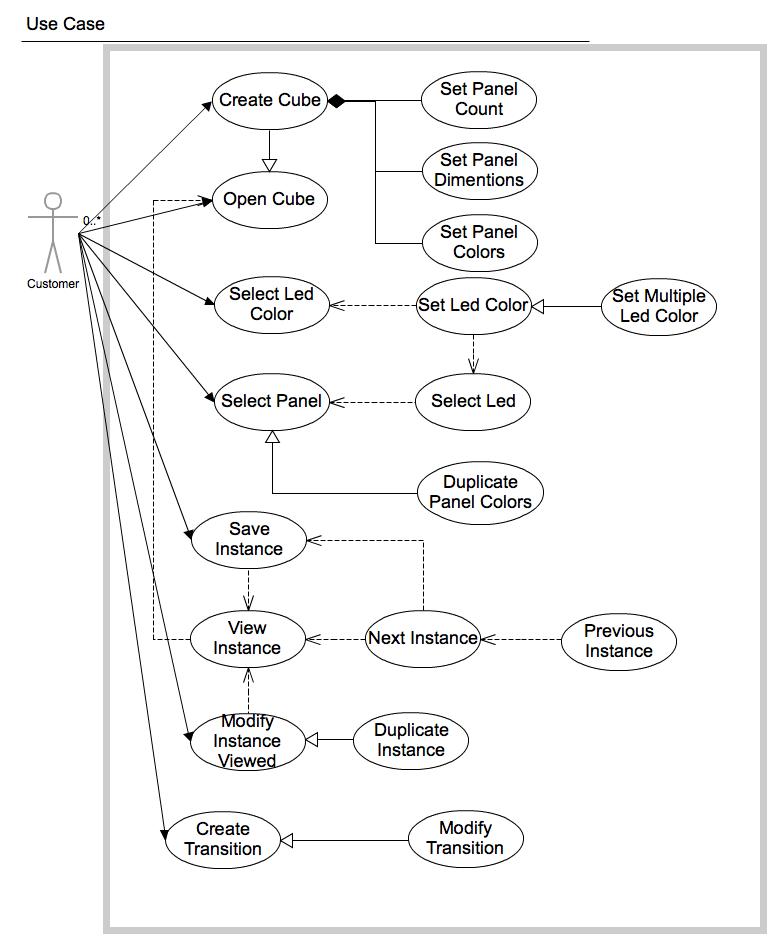 Use Case
Create Cube
Set Panel
Count
Set Panel
Dimentions
Open Cube
0..*
Customer
Set Panel
Colors
Select Led
Color
Set Led Color
Set Multiple
Led Color
Select Panel
Select Led
Duplicate
Panel Colors
Save
Instance
View
Instance
Next Instance
Previous
Instance
Modify
Instance
Viewed
Duplicate
Instance
Create
Transition
Modify
Transition